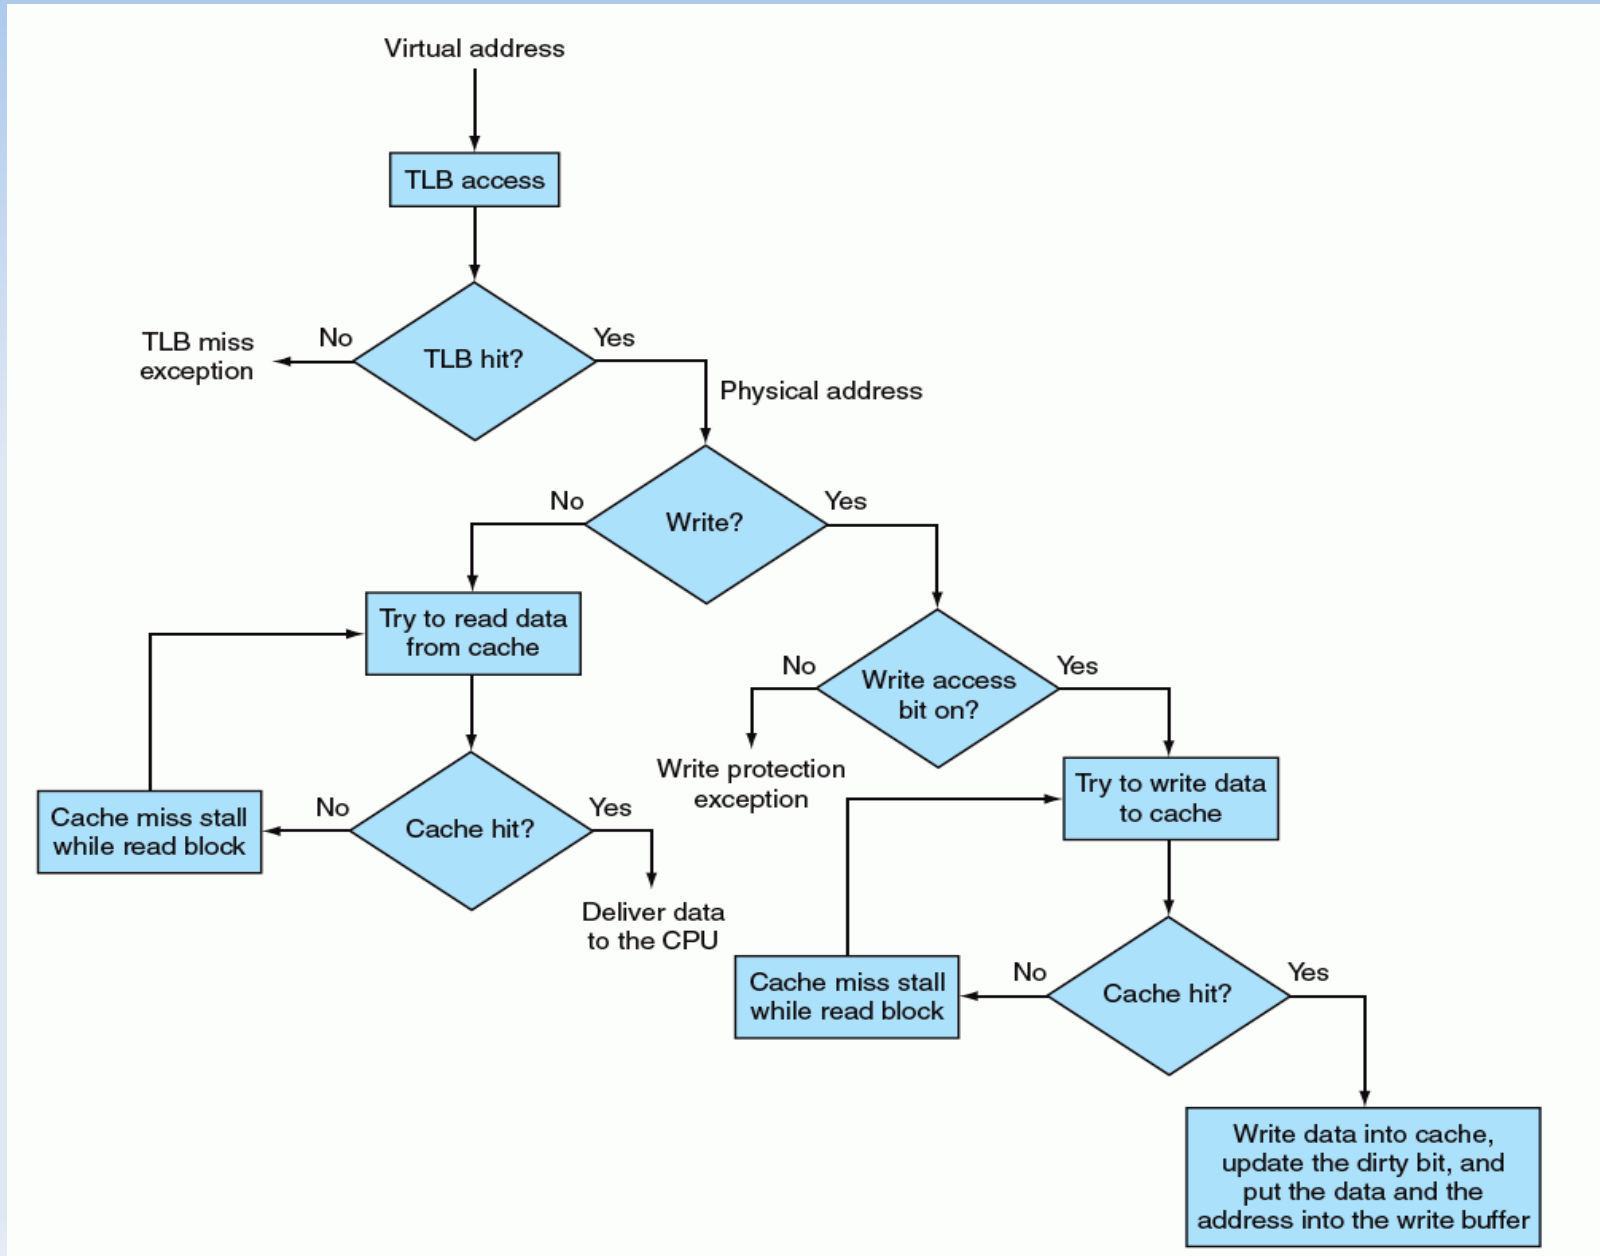 Virtual address
TLB access
TLB hit?
No
Yes
TLB miss
exception
Physical address
Write?
No
Yes
Try to read data
from cache
Write access
bit on?
No
Yes
Write protection
exception
Try to write data
to cache
Cache hit?
No
Yes
Cache miss stall
while read block
Deliver data
to the CPU
Cache hit?
No
Yes
Cache miss stall
while read block
Write data into cache,
update the dirty bit, and
put the data and the
address into the write buffer